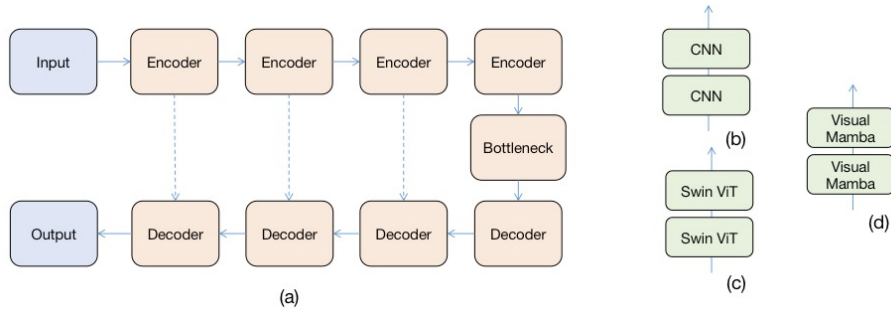 Input
Encoder
Encoder
Encoder
Encoder
Bottleneck
Output
Decoder
Decoder
Decoder
Decoder
(a)
CNN
CNN
(b)
Swin ViT
Swin ViT
(c)
Visual
Mamba
Visual
Mamba
(d)